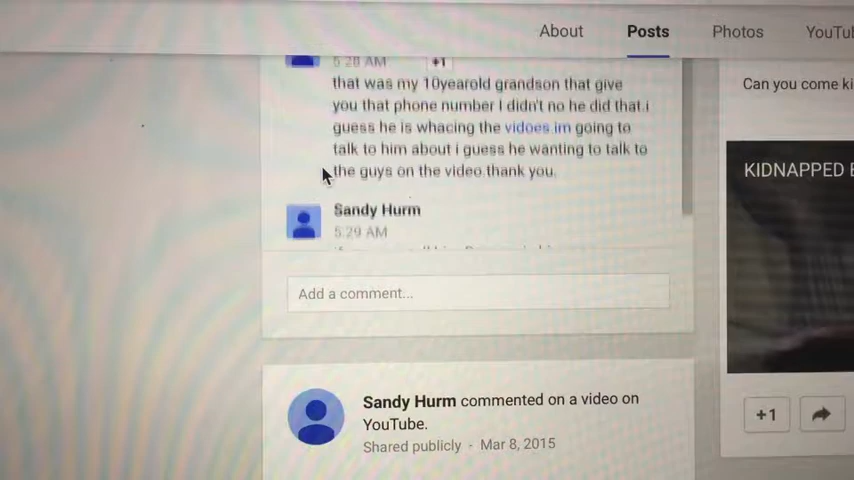 About Posts Photos YouTu
5:28 AM +1
that was my 10yearold grandson that give
you that phone number I didn't no he did that.i
guess he is whacing the vidoes.im going to
talk to him about i guess he wanting to talk to
the guys on the video.thank you.
Sandy Hurm
5:29 AM
Add a comment...
Sandy Hurm commented on a video on
YouTube.
Shared publicly - Mar 8, 2015
Can you come ki
KIDNAPPED
+1